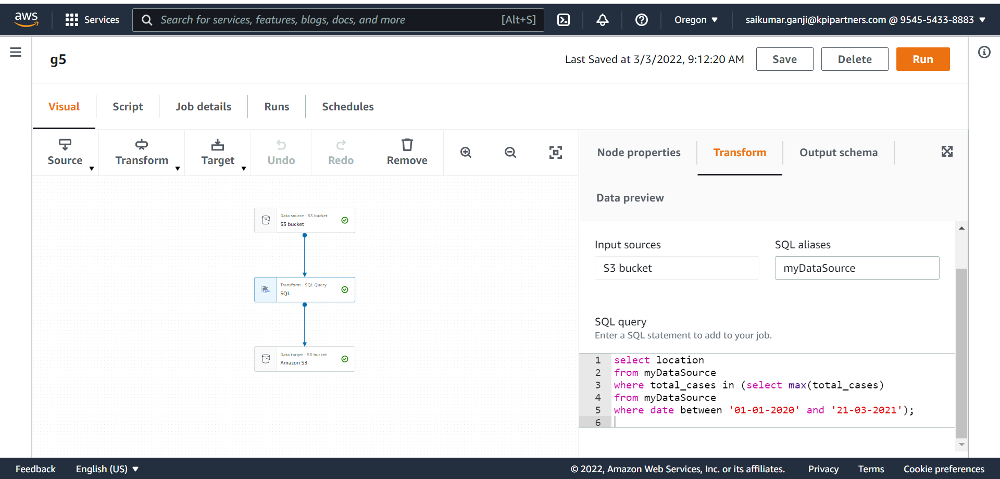 aws
Services
Search for services, features, blogs, docs, and more
[Alt+S]
Oregon
saikumar.ganji@kpipartners.com @ 9545-5433-8883
g5
Last Saved at 3/3/2022, 9:12:20 AM
Save
Delete
Run
Visual
Script
Job details
Runs
Schedules
Source
Transform
Target
Undo
Redo
Remove
Data source - S3 bucket
S3 bucket
Transform - SQL Query
SQL
Data target - S3 bucket
Amazon S3
Node properties
Transform
Output schema
Data preview
Input sources
SQL aliases
S3 bucket
myDataSource
SQL query
Enter a SQL statement to add to your job.
1 select location
2 from myDataSource
3 where total_cases in (select max(total_cases)
4 from myDataSource
5 where date between '01-01-2020' and '21-03-2021');
6
Feedback
English (US)
© 2022, Amazon Web Services, Inc. or its affiliates.
Privacy
Terms
Cookie preferences